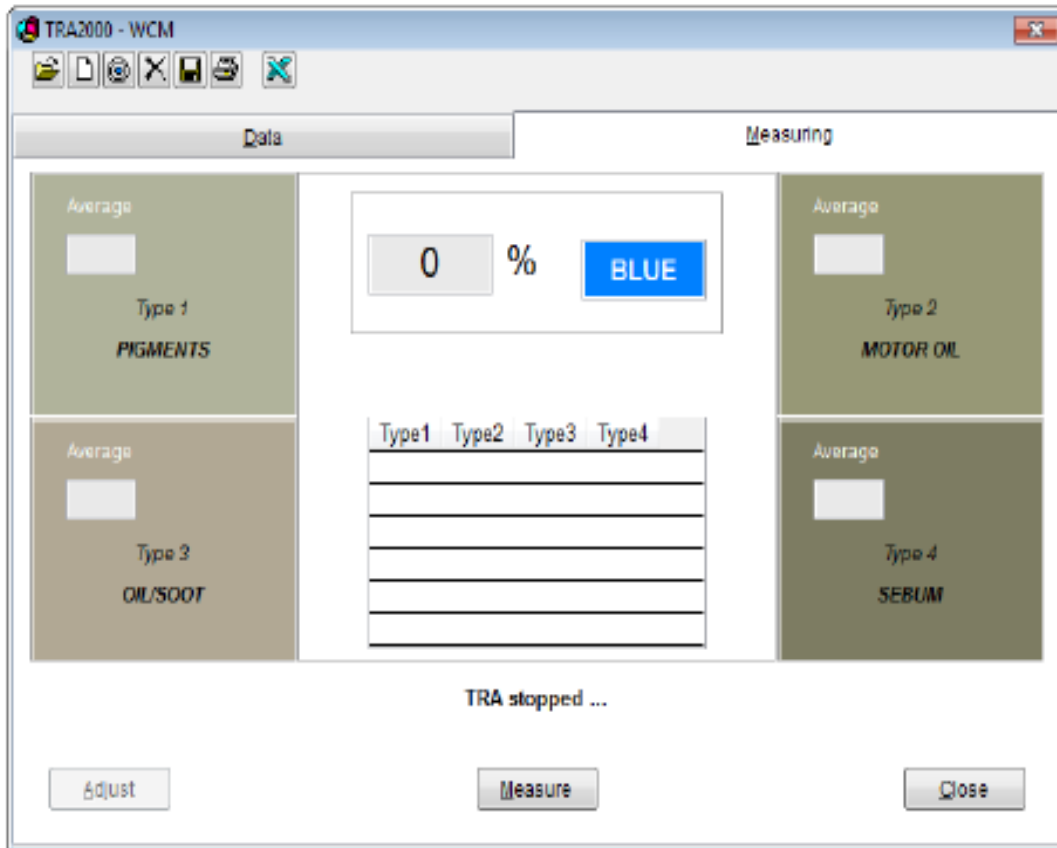 TRA2000 - WCM
Data Measuring
Average
Type 1
PIGMENTS
0 % BLUE
Average
Type 2
MOTOR OIL
Average
Type 3
OIL/SOOT
Type1 Type2 Type3 Type4
Average
Type 4
SEBUM
TRA stopped ...
Adjust Measure Close